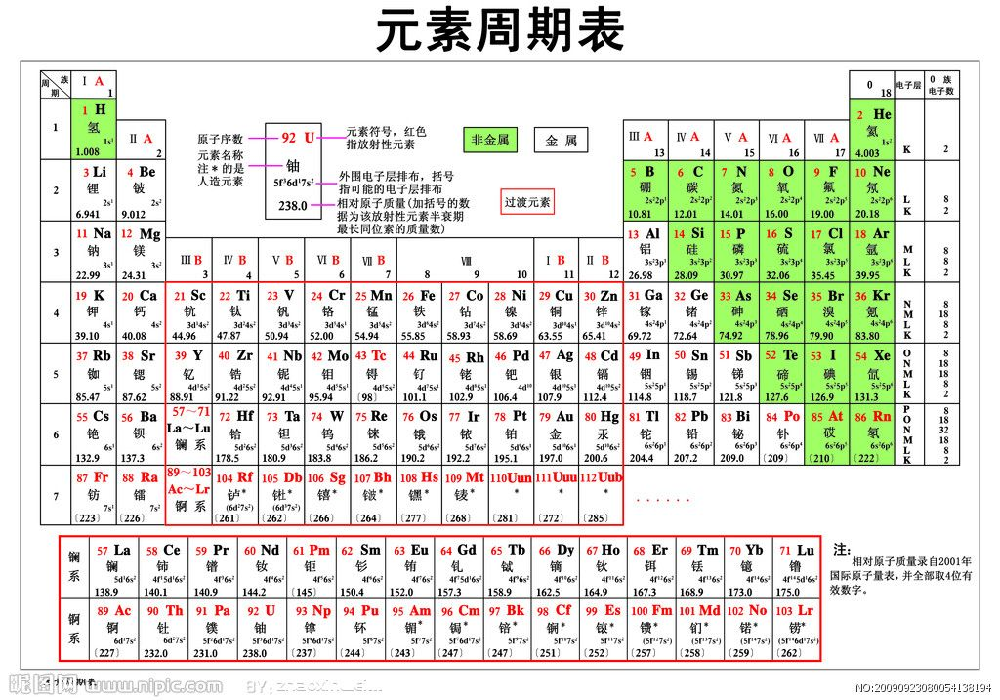 元素周期表
周期 族 Ⅰ A 1
0 18 电子层 0 族电子数
1 1 H 氢 1s¹ 1.008
Ⅱ A 2
原子序数 92 U 元素符号，红色指放射性元素
元素名称 注*的是人造元素 铀
5f³6d¹7s² 外围电子层排布，括号指可能的电子层排布
238.0 相对原子质量(加括号的数据为该放射性元素半衰期最长同位素的质量数)
非金属 金 属
过渡元素
Ⅲ A 13 Ⅳ A 14 Ⅴ A 15 Ⅵ A 16 Ⅶ A 17
2 He 氦 1s² 4.003 K 2
2 3 Li 锂 2s¹ 6.941
4 Be 铍 2s² 9.012
5 B 硼 2s²2p¹ 10.81
6 C 碳 2s²2p² 12.01
7 N 氮 2s²2p³ 14.01
8 O 氧 2s²2p⁴ 16.00
9 F 氟 2s²2p⁵ 19.00
10 Ne 氖 2s²2p⁶ 20.18
L 8
K 2
3 11 Na 钠 3s¹ 22.99
12 Mg 镁 3s² 24.31
Ⅲ B 3 Ⅳ B 4 Ⅴ B 5 Ⅵ B 6 Ⅶ B 7 Ⅷ 8 9 10 Ⅰ B 11 Ⅱ B 12
13 Al 铝 3s²3p¹ 26.98
14 Si 硅 3s²3p² 28.09
15 P 磷 3s²3p³ 30.97
16 S 硫 3s²3p⁴ 32.06
17 Cl 氯 3s²3p⁵ 35.45
18 Ar 氩 3s²3p⁶ 39.95
M 8
L 8
K 2
4 19 K 钾 4s¹ 39.10
20 Ca 钙 4s² 40.08
21 Sc 钪 3d¹4s² 44.96
22 Ti 钛 3d²4s² 47.87
23 V 钒 3d³4s² 50.94
24 Cr 铬 3d⁵4s¹ 52.00
25 Mn 锰 3d⁵4s² 54.94
26 Fe 铁 3d⁶4s² 55.85
27 Co 钴 3d⁷4s² 58.93
28 Ni 镍 3d⁸4s² 58.69
29 Cu 铜 3d¹⁰4s¹ 63.55
30 Zn 锌 3d¹⁰4s² 65.41
31 Ga 镓 4s²4p¹ 69.72
32 Ge 锗 4s²4p² 72.64
33 As 砷 4s²4p³ 74.92
34 Se 硒 4s²4p⁴ 78.96
35 Br 溴 4s²4p⁵ 79.90
36 Kr 氪 4s²4p⁶ 83.80
N 8
M 18
L 8
K 2
5 37 Rb 铷 5s¹ 85.47
38 Sr 锶 5s² 87.62
39 Y 钇 4d¹5s² 88.91
40 Zr 锆 4d²5s² 91.22
41 Nb 铌 4d⁴5s¹ 92.91
42 Mo 钼 4d⁵5s¹ 95.94
43 Tc 锝 4d⁵5s² (98)
44 Ru 钌 4d⁷5s¹ 101.1
45 Rh 铑 4d⁸5s¹ 102.9
46 Pd 钯 4d¹⁰ 106.4
47 Ag 银 4d¹⁰5s¹ 107.9
48 Cd 镉 4d¹⁰5s² 112.4
49 In 铟 5s²5p¹ 114.8
50 Sn 锡 5s²5p² 118.7
51 Sb 锑 5s²5p³ 121.8
52 Te 碲 5s²5p⁴ 127.6
53 I 碘 5s²5p⁵ 126.9
54 Xe 氙 5s²5p⁶ 131.3
O 8
N 18
M 18
L 8
K 2
6 55 Cs 铯 6s¹ 132.9
56 Ba 钡 6s² 137.3
57～71 La~Lu 镧 系
72 Hf 铪 5d²6s² 178.5
73 Ta 钽 5d³6s² 180.9
74 W 钨 5d⁴6s² 183.8
75 Re 铼 5d⁵6s² 186.2
76 Os 锇 5d⁶6s² 190.2
77 Ir 铱 5d⁷6s² 192.2
78 Pt 铂 5d⁹6s¹ 195.1
79 Au 金 5d¹⁰6s¹ 197.0
80 Hg 汞 5d¹⁰6s² 200.6
81 Tl 铊 6s²6p¹ 204.4
82 Pb 铅 6s²6p² 207.2
83 Bi 铋 6s²6p³ 209.0
84 Po 钋 6s²6p⁴ (209)
85 At 砹 6s²6p⁵ (210)
86 Rn 氡 6s²6p⁶ (222)
P 8
O 18
N 32
M 18
L 8
K 2
7 87 Fr 钫 7s¹ (223)
88 Ra 镭 7s² (226)
89～103 Ac~Lr 锕 系
104 Rf 𬬻* (6d²7s²) (261)
105 Db 𬭊* (6d³7s²) (262)
106 Sg 𬭳* (266)
107 Bh 𬭛* (264)
108 Hs 𬭶* (277)
109 Mt 鿏* (268)
110 Uun * (281)
111 Uuu * (272)
112 Uub * (285)
......
镧系
57 La 镧 5d¹6s² 138.9
58 Ce 铈 4f¹5d¹6s² 140.1
59 Pr 镨 4f³6s² 140.9
60 Nd 钕 4f⁴6s² 144.2
61 Pm 钷 4f⁵6s² (145)
62 Sm 钐 4f⁶6s² 150.4
63 Eu 铕 4f⁷6s² 152.0
64 Gd 钆 4f⁷5d¹6s² 157.3
65 Tb 铽 4f⁹6s² 158.9
66 Dy 镝 4f¹⁰6s² 162.5
67 Ho 钬 4f¹¹6s² 164.9
68 Er 铒 4f¹²6s² 167.3
69 Tm 铥 4f¹³6s² 168.9
70 Yb 镱 4f¹⁴6s² 173.0
71 Lu 镥 4f¹⁴5d¹6s² 175.0
锕系
89 Ac 锕 6d¹7s² (227)
90 Th 钍 6d²7s² 232.0
91 Pa 镤 5f²6d¹7s² 231.0
92 U 铀 5f³6d¹7s² 238.0
93 Np 镎 5f⁴6d¹7s² (237)
94 Pu 钚 5f⁶7s² (244)
95 Am 镅* 5f⁷7s² (243)
96 Cm 锔* 5f⁷6d¹7s² (247)
97 Bk 锫* 5f⁹7s² (247)
98 Cf 锎* 5f¹⁰7s² (251)
99 Es 锿* 5f¹¹7s² (252)
100 Fm 镄* (5f¹²7s²) (257)
101 Md 钔* (5f¹³7s²) (258)
102 No 锘* (5f¹⁴7s²) (259)
103 Lr 铹* (5f¹⁴6d¹7s²) (262)
注：
相对原子质量录自2001年
国际原子量表，并全部取4位有
效数字。
昵图网 www.nipic.com
NO:20090923080054138194